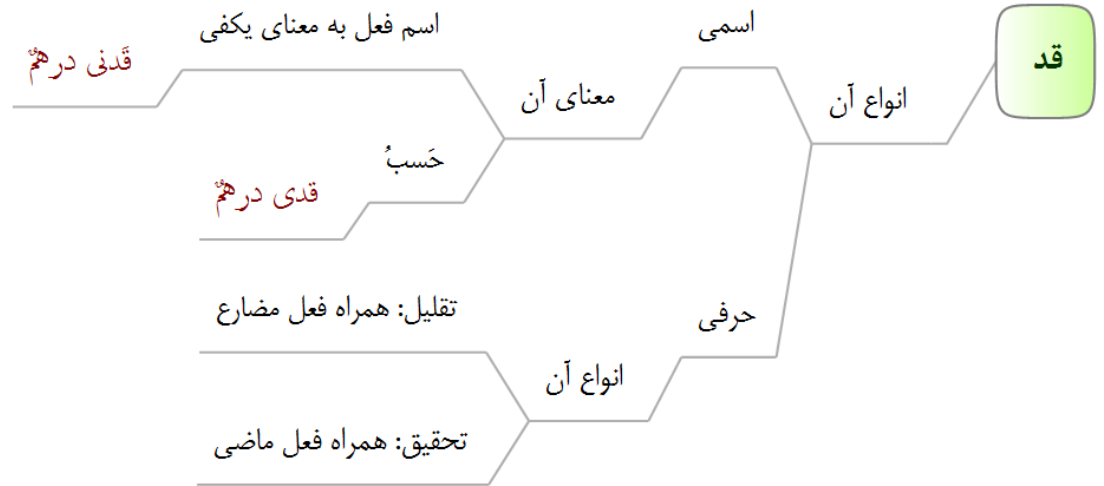 قد
انواع آن
اسمی
معنای آن
اسم فعل به معنای یکفی
قَدنی درهمٌ
حَسبُ
قدی درهمٌ
حرفی
انواع آن
تقلیل: همراه فعل مضارع
تحقیق: همراه فعل ماضی